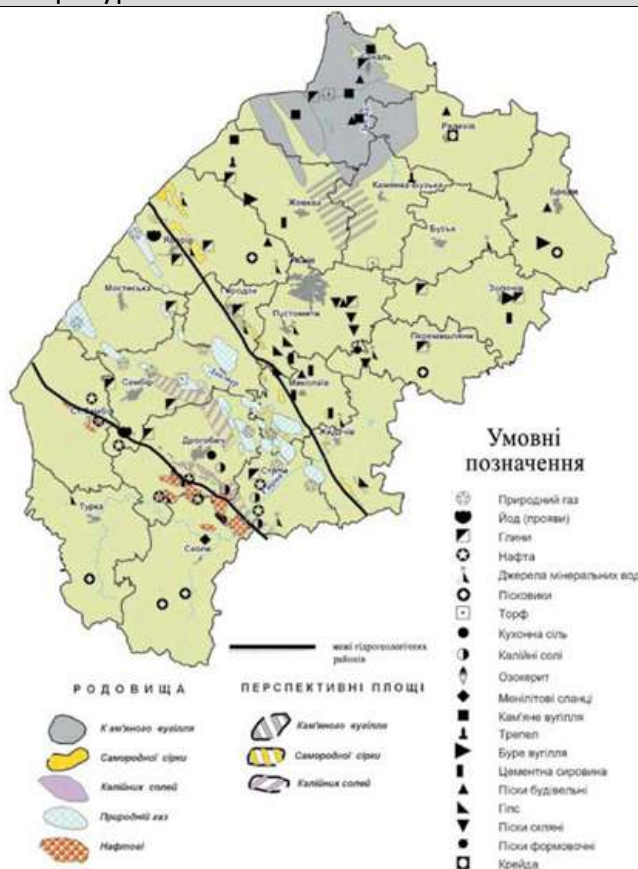 Радехів
Жовква
Камянка-Бузька
Броди
Буськ
Яворів
Львів
Мостиська
Городок
Золочів
Пустомити
Перемишляни
Самбір
Миколаїв
Ст. Самбір
Жидачів
Дрогобич
Стрий
Турка
Сколе
Умовні
позначення
Природний газ
Йод (прояви)
Глини
Нафта
Джерела мінеральних вод
Пісковики
Торф
Кухонна сіль
Калійні солі
Озокерит
Менілітові сланці
Кам'яне вугілля
Трепел
Буре вугілля
Цементна сировина
Піски будівельні
Гіпс
Піски скляні
Піски формовочні
Крейда
межі гідрогеологічних
районів
РОДОВИЩА
Кам'яного вугілля
Самородної сірки
Калійних солей
Природній газ
Нафтові
ПЕРСПЕКТИВНІ ПЛОЩІ
Кам'яного вугілля
Самородної сірки
Калійних солей